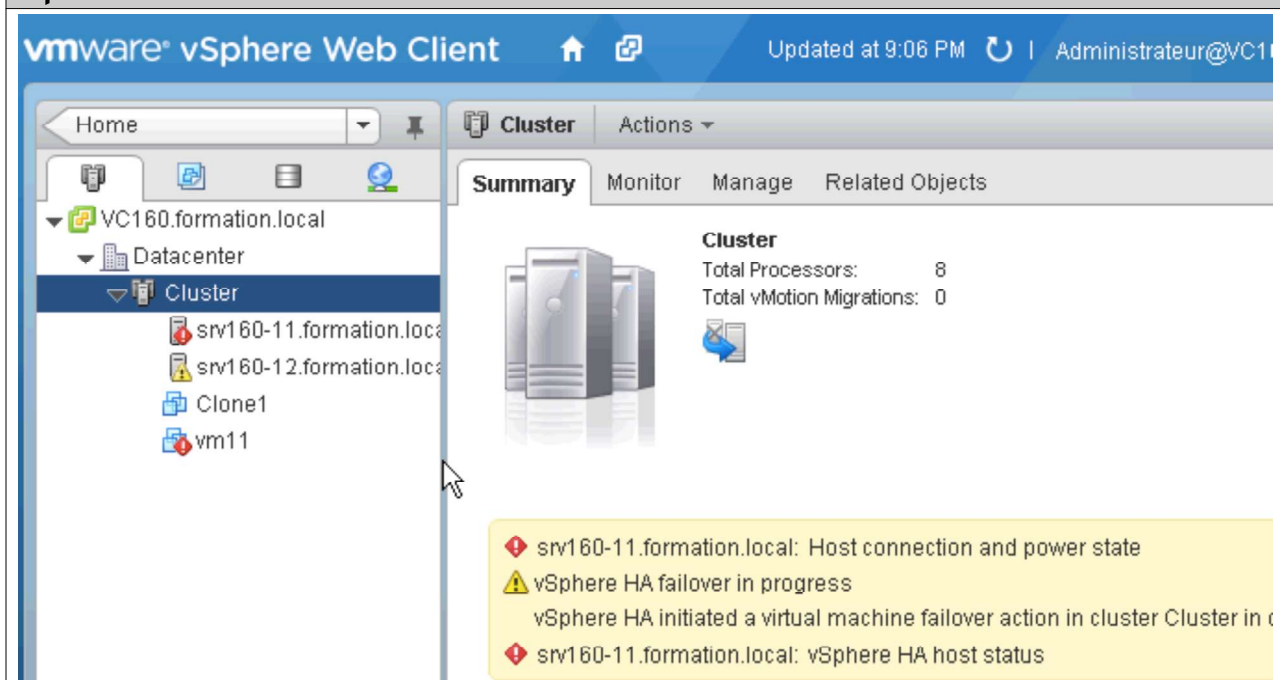 vmware® vSphere Web Client Updated at 9:06 PM | Administrateur@VC1
Home
Cluster Actions
Summary Monitor Manage Related Objects
VC160.formation.local
Datacenter
Cluster
srv160-11.formation.loca
srv160-12.formation.loca
Clone1
vm11
Cluster
Total Processors: 8
Total vMotion Migrations: 0
srv160-11.formation.local: Host connection and power state
vSphere HA failover in progress
vSphere HA initiated a virtual machine failover action in cluster Cluster in
srv160-11.formation.local: vSphere HA host status